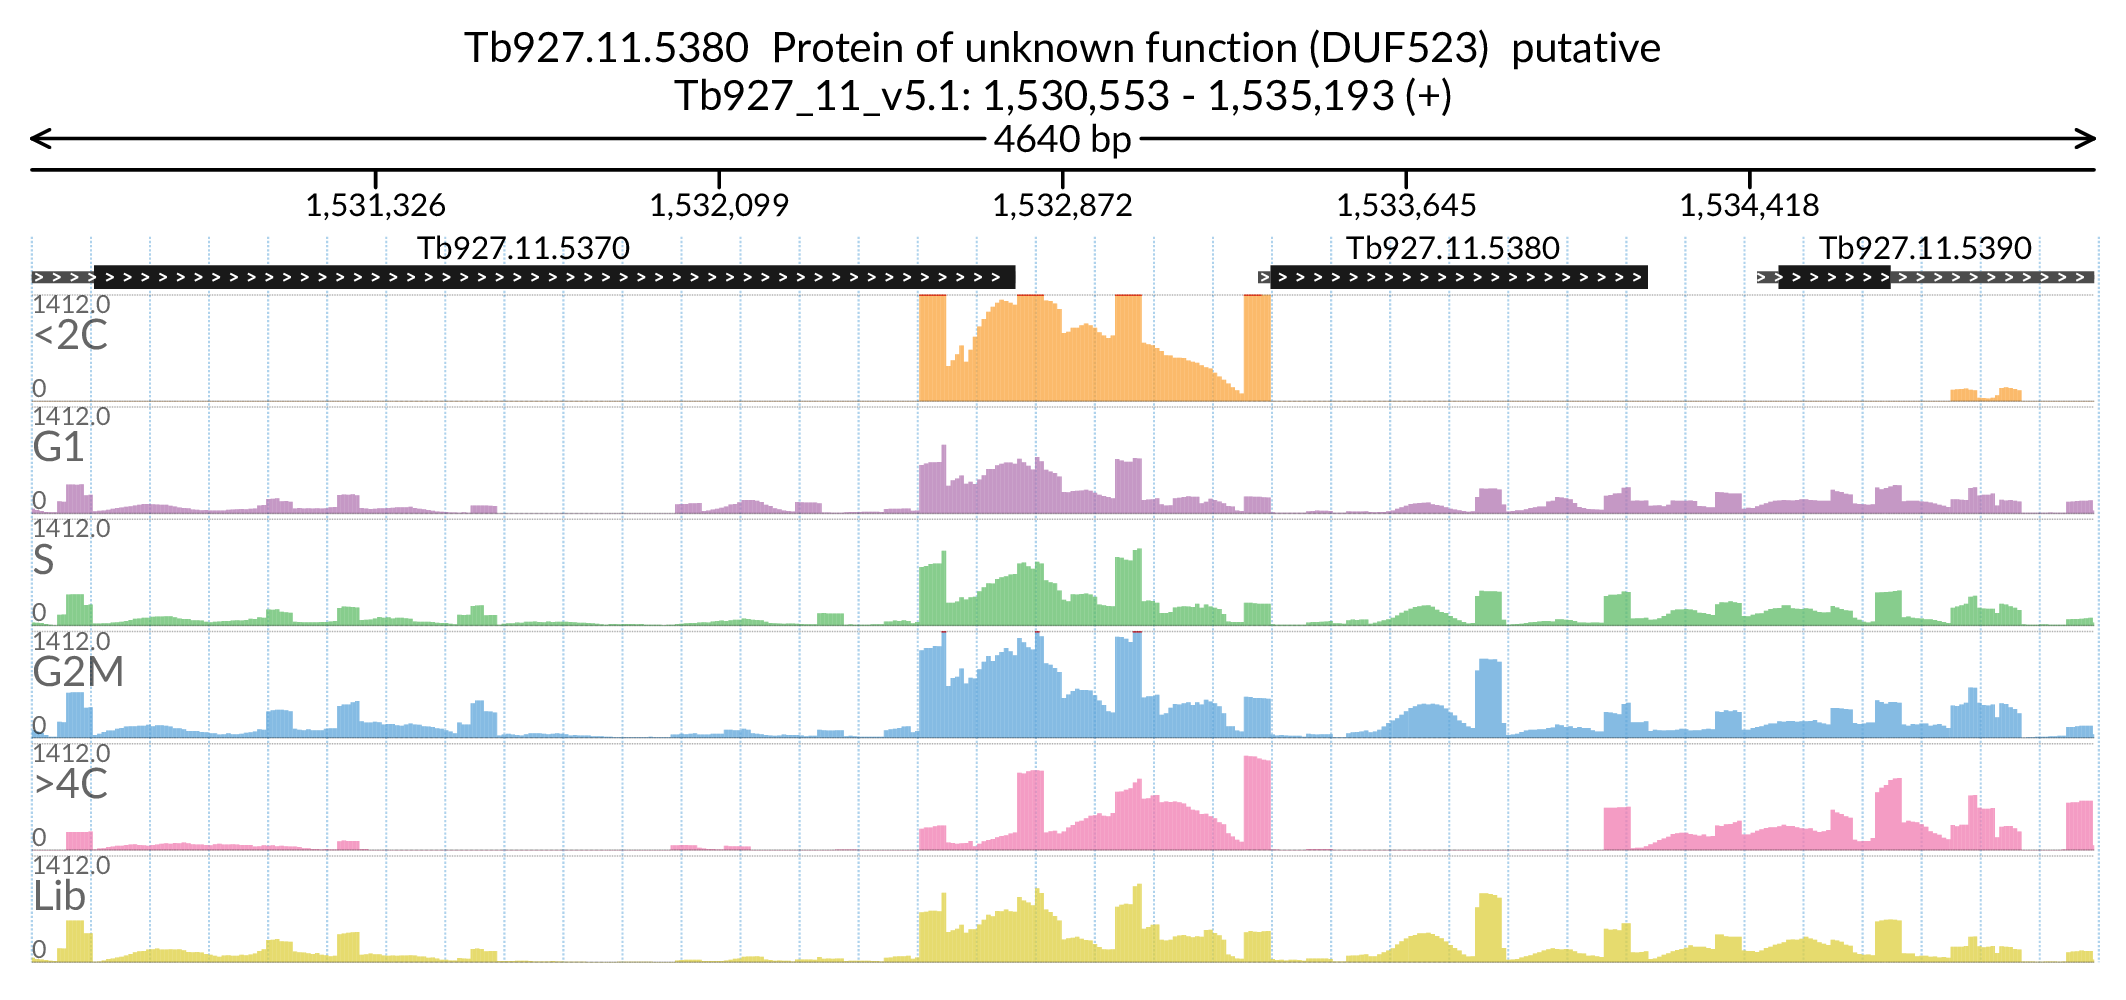 Tb927.11.5380 Protein of unknown function (DUF523) putative
Tb927_11_v5.1: 1,530,553 - 1,535,193 (+)
4640 bp
1,531,326 1,532,099 1,532,872 1,533,645 1,534,418
Tb927.11.5370 Tb927.11.5380 Tb927.11.5390
1412.0
<2C
0
1412.0
G1
0
1412.0
S
0
1412.0
G2M
0
1412.0
>4C
0
1412.0
Lib
0